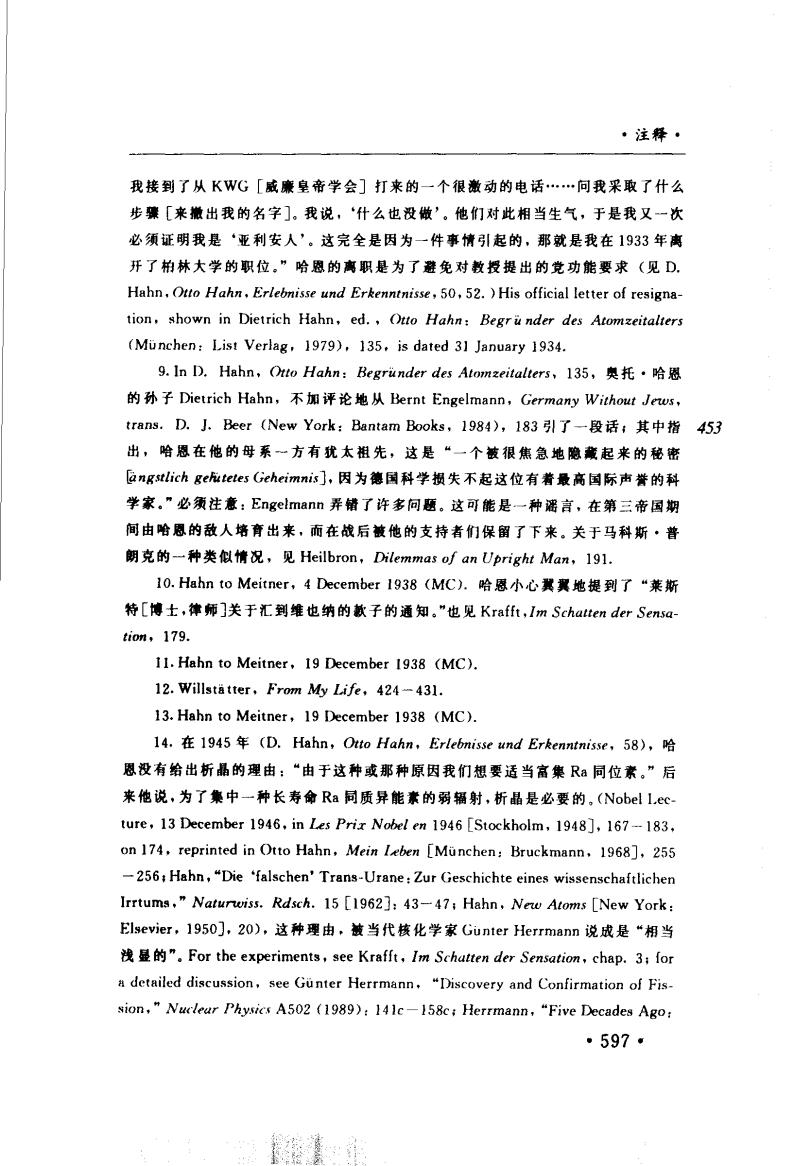 ·注释·
我接到了从 KWG [威廉皇帝学会] 打来的一个很激动的电话……问我采取了什么
步骤 [来撤出我的名字]。我说，‘什么也没做’。他们对此相当生气，于是我又一次
必须证明我是‘亚利安人’。这完全是因为一件事情引起的，那就是我在 1933 年离
开了柏林大学的职位。”哈恩的离职是为了避免对教授提出的党功能要求（见 D.
Hahn, Otto Hahn, Erlebnisse und Erkenntnisse, 50, 52. ) His official letter of resigna-
tion, shown in Dietrich Hahn, ed., Otto Hahn: Begründer des Atomzeitalters
(München: List Verlag, 1979), 135, is dated 31 January 1934.
9. In D. Hahn, Otto Hahn: Begründer des Atomzeitalters, 135，奥托·哈恩
的孙子 Dietrich Hahn，不加评论地从 Bernt Engelmann, Germany Without Jews,
trans. D. J. Beer (New York: Bantam Books, 1984), 183 引了一段话；其中指
453
出，哈恩在他的母系一方有犹太祖先，这是“一个被很焦急地隐藏起来的秘密
[ängstlich gehütetes Geheimnis]，因为德国科学损失不起这位有着最高国际声誉的科
学家。”必须注意：Engelmann 弄错了许多问题。这可能是一种谣言，在第三帝国期
间由哈恩的敌人培育出来，而在战后被他的支持者们保留了下来。关于马科斯·普
朗克的一种类似情况，见 Heilbron, Dilemmas of an Upright Man, 191.
10. Hahn to Meitner, 4 December 1938 (MC). 哈恩小心翼翼地提到了“莱斯
特[博士，律师]关于汇到维也纳的款子的通知。”也见 Krafft, Im Schatten der Sensa-
tion, 179.
11. Hahn to Meitner, 19 December 1938 (MC).
12. Willstätter, From My Life, 424－431.
13. Hahn to Meitner, 19 December 1938 (MC).
14. 在 1945 年 (D. Hahn, Otto Hahn, Erlebnisse und Erkenntnisse, 58)，哈
恩没有给出析晶的理由：“由于这种或那种原因我们想要适当富集 Ra 同位素。”后
来他说，为了集中一种长寿命 Ra 同质异能素的弱辐射，析晶是必要的。(Nobel Lec-
ture, 13 December 1946, in Les Prix Nobel en 1946 [Stockholm, 1948], 167－183,
on 174, reprinted in Otto Hahn, Mein Leben [München: Bruckmann, 1968], 255
－256; Hahn, “Die ‘falschen’ Trans-Urane: Zur Geschichte eines wissenschaftlichen
Irrtums,” Naturwiss. Rdsch. 15 [1962]: 43－47; Hahn, New Atoms [New York:
Elsevier, 1950], 20)，这种理由，被当代核化学家 Günter Herrmann 说成是“相当
浅显的”。For the experiments, see Krafft, Im Schatten der Sensation, chap. 3; for
a detailed discussion, see Günter Herrmann, “Discovery and Confirmation of Fis-
sion,” Nuclear Physics A502 (1989): 141c－158c; Herrmann, “Five Decades Ago:
·597·